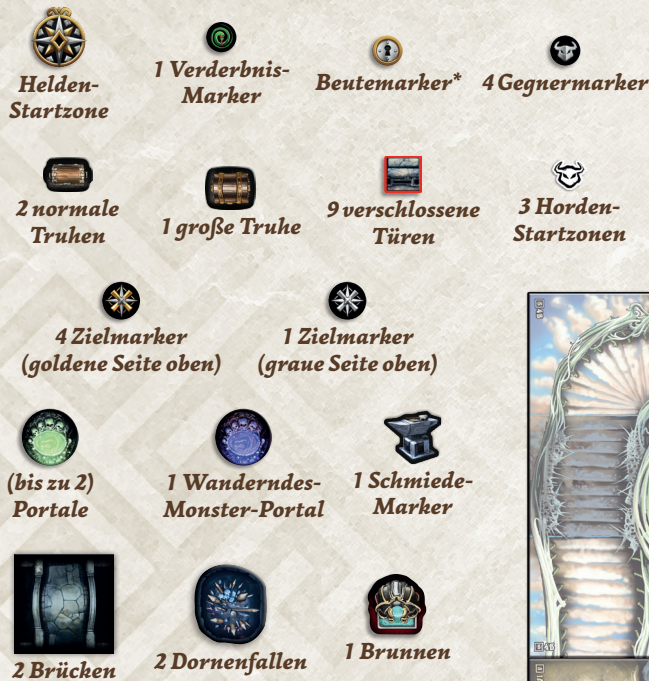 Helden-
Startzone
1 Verderbnis-
Marker
Beutemarker*
4 Gegnermarker
2 normale
Truhen
1 große Truhe
9 verschlossene
Türen
3 Horden-
Startzonen
4 Zielmarker
(goldene Seite oben)
1 Zielmarker
(graue Seite oben)
(bis zu 2)
Portale
1 Wanderndes-
Monster-Portal
1 Schmiede-
Marker
2 Brücken
2 Dornenfallen
1 Brunnen